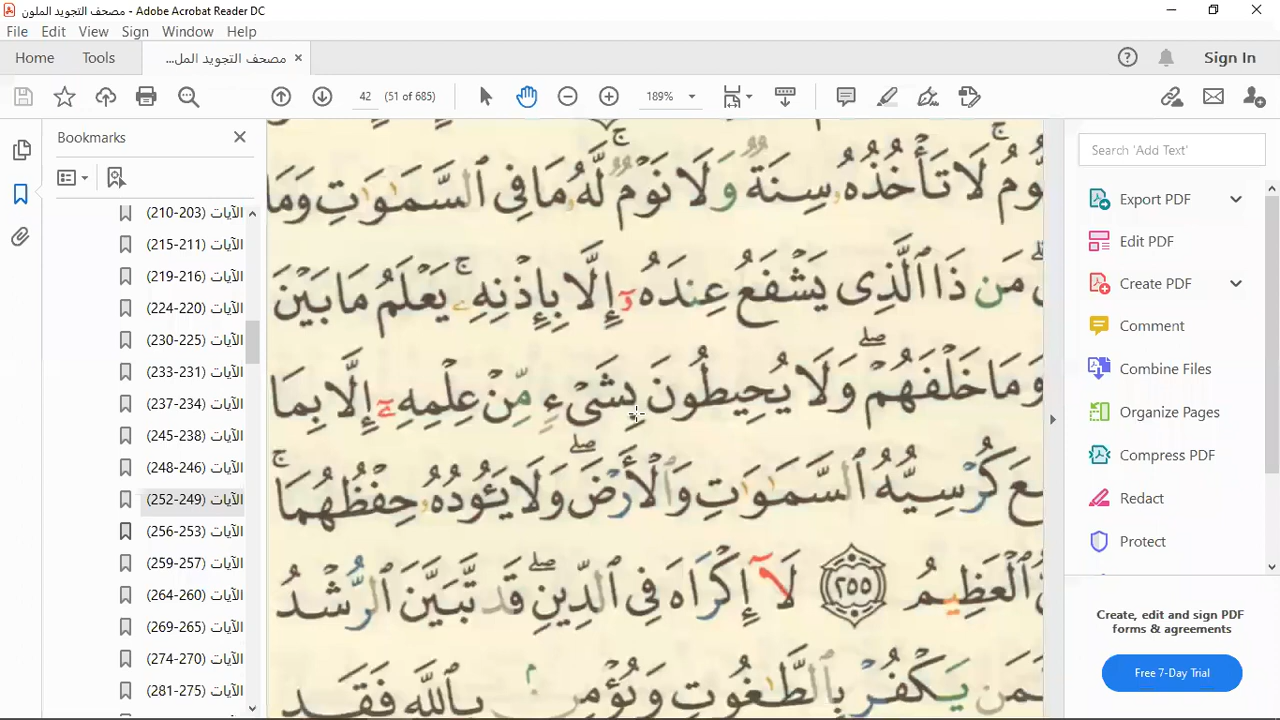 مصحف التجويد الملون - Adobe Acrobat Reader DC
File Edit View Sign Window Help
Home Tools مصحف التجويد المل... × Sign In
42 (51 of 685) 189%
Bookmarks
الآيات (203-210)
الآيات (211-215)
الآيات (216-219)
الآيات (220-224)
الآيات (225-230)
الآيات (231-233)
الآيات (234-237)
الآيات (238-245)
الآيات (246-248)
الآيات (249-252)
الآيات (253-256)
الآيات (257-259)
الآيات (260-264)
الآيات (265-269)
الآيات (270-274)
الآيات (275-281)
لَا تَأْخُذُهُۥ سِنَةٌ وَلَا نَوْمٌ ۚ لَّهُۥ مَا فِى ٱلسَّمَٰوَٰتِ وَمَا
مَن ذَا ٱلَّذِى يَشْفَعُ عِندَهُۥٓ إِلَّا بِإِذْنِهِۦ ۚ يَعْلَمُ مَا بَيْنَ
وَمَا خَلْفَهُمْ ۖ وَلَا يُحِيطُونَ بِشَىْءٍ مِّنْ عِلْمِهِۦٓ إِلَّا بِمَا
كُرْسِيُّهُ ٱلسَّمَٰوَٰتِ وَٱلْأَرْضَ ۖ وَلَا يَـُٔودُهُۥ حِفْظُهُمَا ۚ
ٱلْعَظِيمُ ٢٥٥ لَآ إِكْرَاهَ فِى ٱلدِّينِ ۖ قَد تَّبَيَّنَ ٱلرُّشْدُ
يَكْفُرْ بِٱلطَّٰغُوتِ وَيُؤْمِنۢ بِٱللَّهِ فَقَدِ
Search 'Add Text'
Export PDF
Edit PDF
Create PDF
Comment
Combine Files
Organize Pages
Compress PDF
Redact
Protect
Create, edit and sign PDF
forms & agreements
Free 7-Day Trial